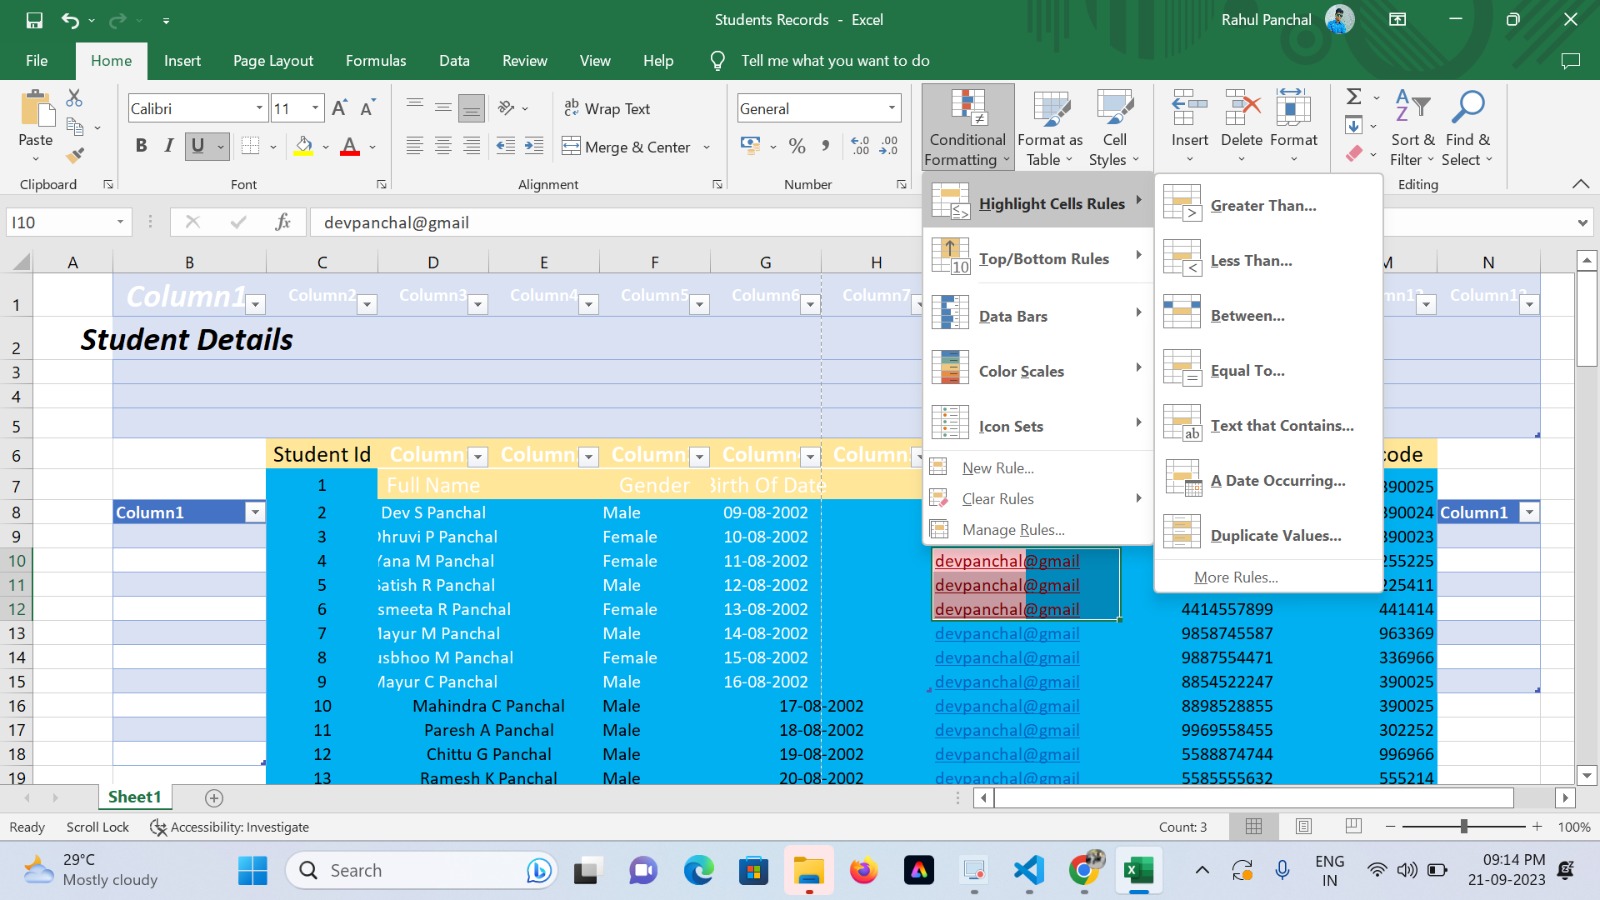 Students Records - Excel
Rahul Panchal
File Home Insert Page Layout Formulas Data Review View Help Tell me what you want to do
Paste
Clipboard
Calibri 11
B I U
Font
Wrap Text
Merge & Center
Alignment
General
Number
Conditional Formatting
Format as Table
Cell Styles
Insert Delete Format
Sort & Filter
Find & Select
Editing
I10
fx
devpanchal@gmail
A B C D E F G H M N
1 Column1 Column2 Column3 Column4 Column5 Column6 Column7
2 Student Details
3
4
5
6 Student Id Column Column Column Column Column code
7 1 Full Name Gender Birth Of Date 390025
8 Column1 2 Dev S Panchal Male 09-08-2002 390024 Column1
9 3 Dhruvi P Panchal Female 10-08-2002 390023
10 4 Yana M Panchal Female 11-08-2002 devpanchal@gmail 255225
11 5 Satish R Panchal Male 12-08-2002 devpanchal@gmail 225411
12 6 smeeta R Panchal Female 13-08-2002 devpanchal@gmail 4414557899 441414
13 7 Mayur M Panchal Male 14-08-2002 devpanchal@gmail 9858745587 963369
14 8 usbhoo M Panchal Female 15-08-2002 devpanchal@gmail 9887554471 336966
15 9 Mayur C Panchal Male 16-08-2002 devpanchal@gmail 8854522247 390025
16 10 Mahindra C Panchal Male 17-08-2002 devpanchal@gmail 8898528855 390025
17 11 Paresh A Panchal Male 18-08-2002 devpanchal@gmail 9969558455 302252
18 12 Chittu G Panchal Male 19-08-2002 devpanchal@gmail 5588874744 996966
19 13 Ramesh K Panchal Male 20-08-2002 devpanchal@gmail 5585555632 555214
Highlight Cells Rules
Top/Bottom Rules
Data Bars
Color Scales
Icon Sets
New Rule...
Clear Rules
Manage Rules...
Greater Than...
Less Than...
Between...
Equal To...
Text that Contains...
A Date Occurring...
Duplicate Values...
More Rules...
Sheet1
Ready Scroll Lock Accessibility: Investigate Count: 3 100%
29°C
Mostly cloudy
Search
ENG
IN
09:14 PM
21-09-2023